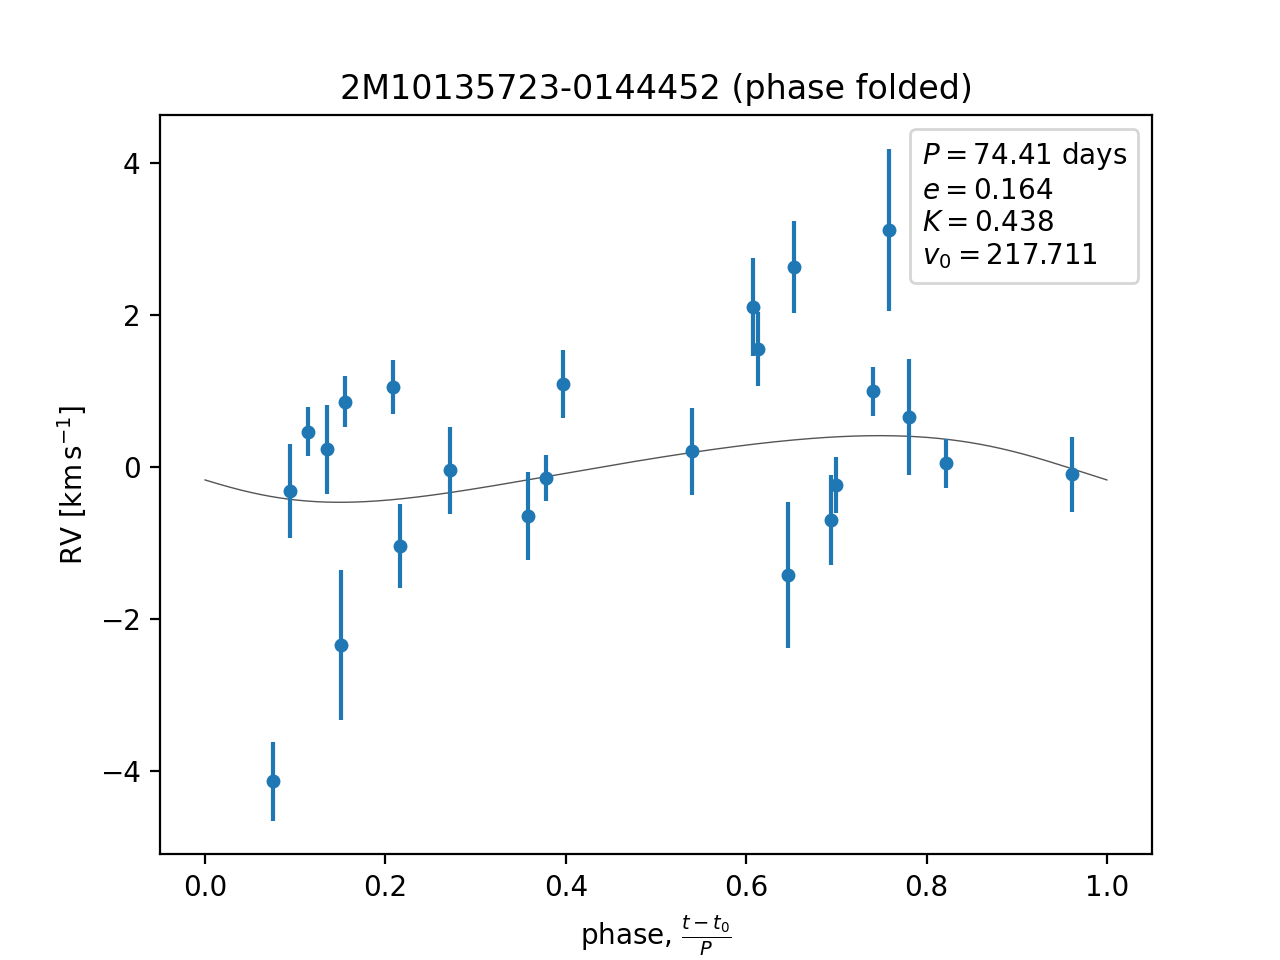 2M10135723-0144452 (phase folded)
P = 74.41 days
e = 0.164
K = 0.438
v₀ = 217.711
4
2
0
−2
−4
RV [km s⁻¹]
0.0 0.2 0.4 0.6 0.8 1.0
phase, (t − t₀)/P